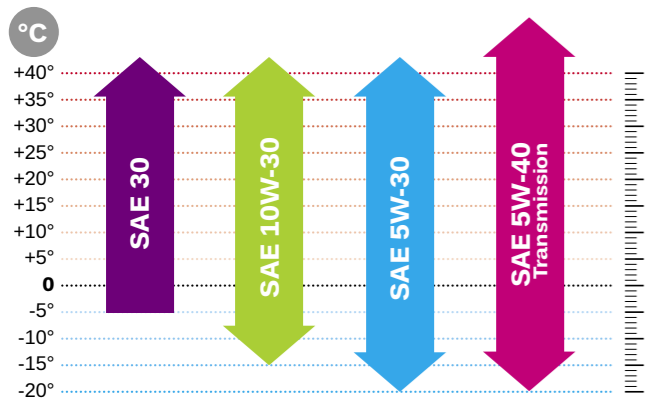 °C
+40°
+35°
+30°
+25°
+20°
+15°
+10°
+5°
0
-5°
-10°
-15°
-20°
SAE 30
SAE 10W-30
SAE 5W-30
SAE 5W-40
Transmission